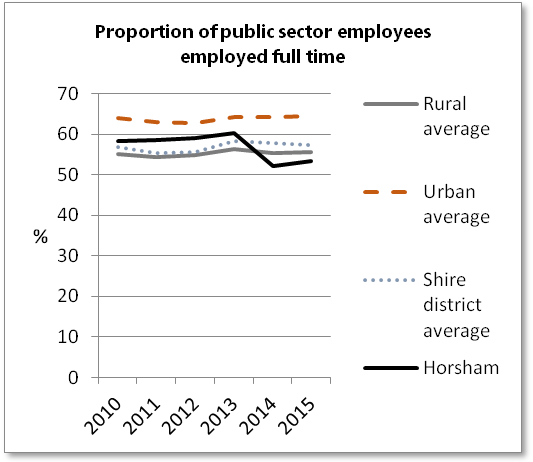 Proportion of public sector employees
employed full time
70
60
50
40
30
20
10
0
%
2010
2011
2012
2013
2014
2015
Rural
average
Urban
average
Shire
district
average
Horsham